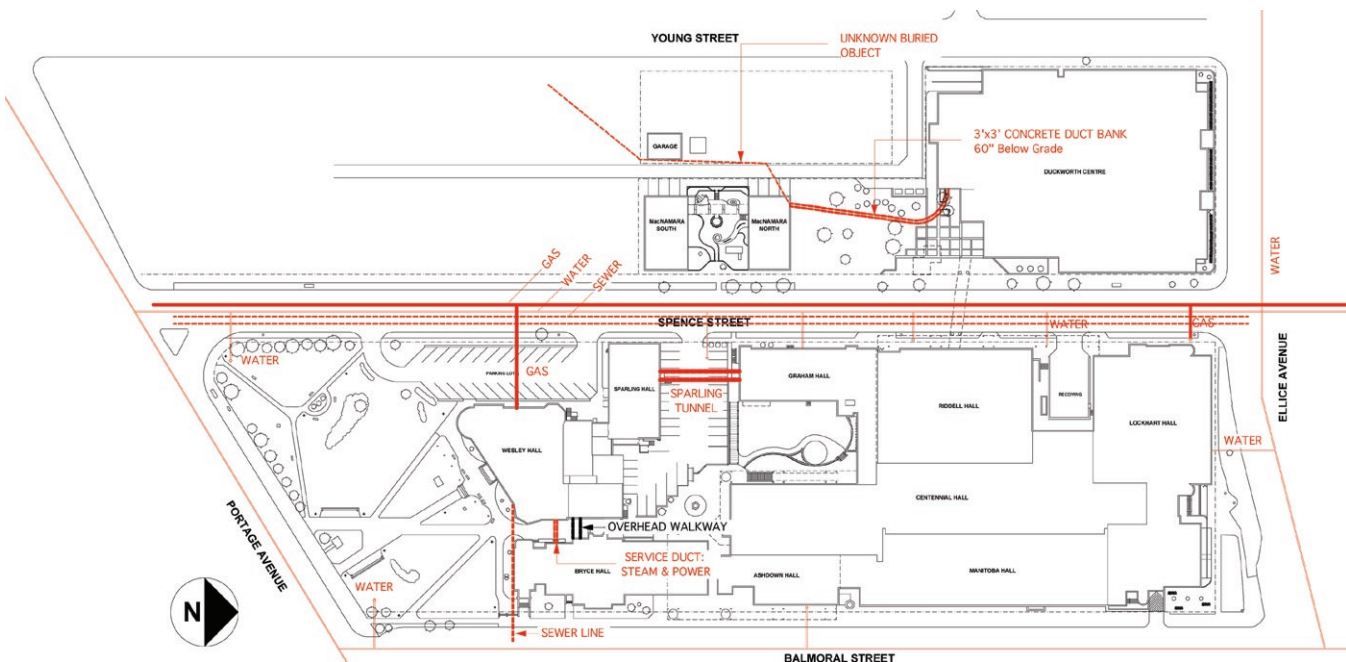 YOUNG STREET
UNKNOWN BURIED
OBJECT
GARAGE
3'x3' CONCRETE DUCT BANK
60" Below Grade
DUCKWORTH CENTRE
MacNAMARA
SOUTH
MacNAMARA
NORTH
WATER
GAS
WATER
SEWER
SPENCE STREET
WATER
GAS
WATER
PARKING LOT
GAS
SPARLING HALL
SPARLING
TUNNEL
GRAHAM HALL
RIDDELL HALL
RECEIVING
LOCKHART HALL
ELLICE AVENUE
WATER
WESLEY HALL
CENTENNIAL HALL
PORTAGE AVENUE
OVERHEAD WALKWAY
SERVICE DUCT:
STEAM & POWER
BRYCE HALL
ASHDOWN HALL
MANITOBA HALL
WATER
N
SEWER LINE
BALMORAL STREET